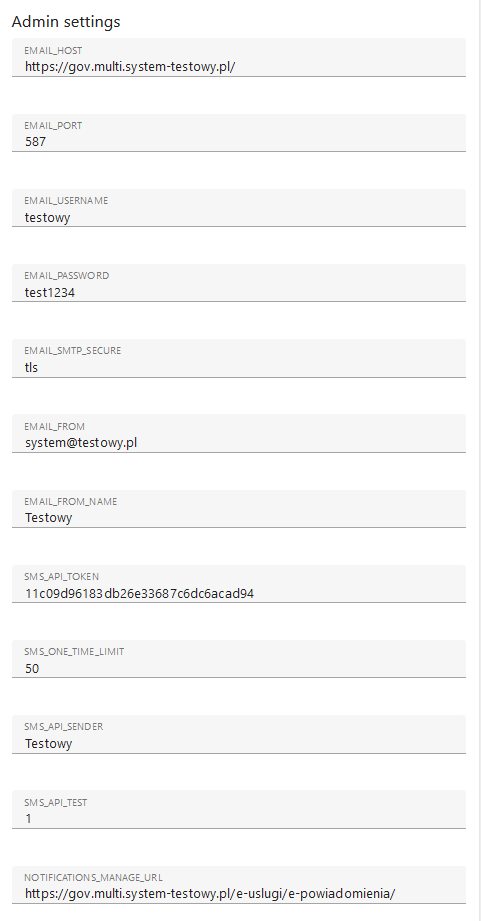 Admin settings
EMAIL_HOST
https://gov.multi.system-testowy.pl/
EMAIL_PORT
587
EMAIL_USERNAME
testowy
EMAIL_PASSWORD
test1234
EMAIL_SMTP_SECURE
tls
EMAIL_FROM
system@testowy.pl
EMAIL_FROM_NAME
Testowy
SMS_API_TOKEN
11c09d96183db26e33687c6dc6acad94
SMS_ONE_TIME_LIMIT
50
SMS_API_SENDER
Testowy
SMS_API_TEST
1
NOTIFICATIONS_MANAGE_URL
https://gov.multi.system-testowy.pl/e-uslugi/e-powiadomienia/